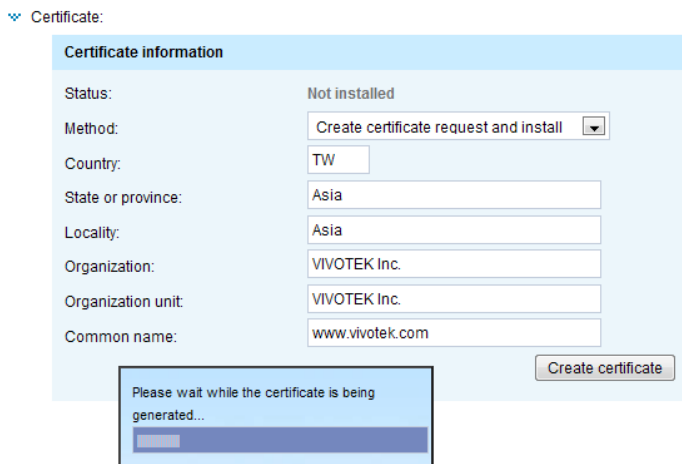 Certificate:
Certificate information
Status: Not installed
Method: Create certificate request and install
Country: TW
State or province: Asia
Locality: Asia
Organization: VIVOTEK Inc.
Organization unit: VIVOTEK Inc.
Common name: www.vivotek.com
Create certificate
Please wait while the certificate is being
generated...